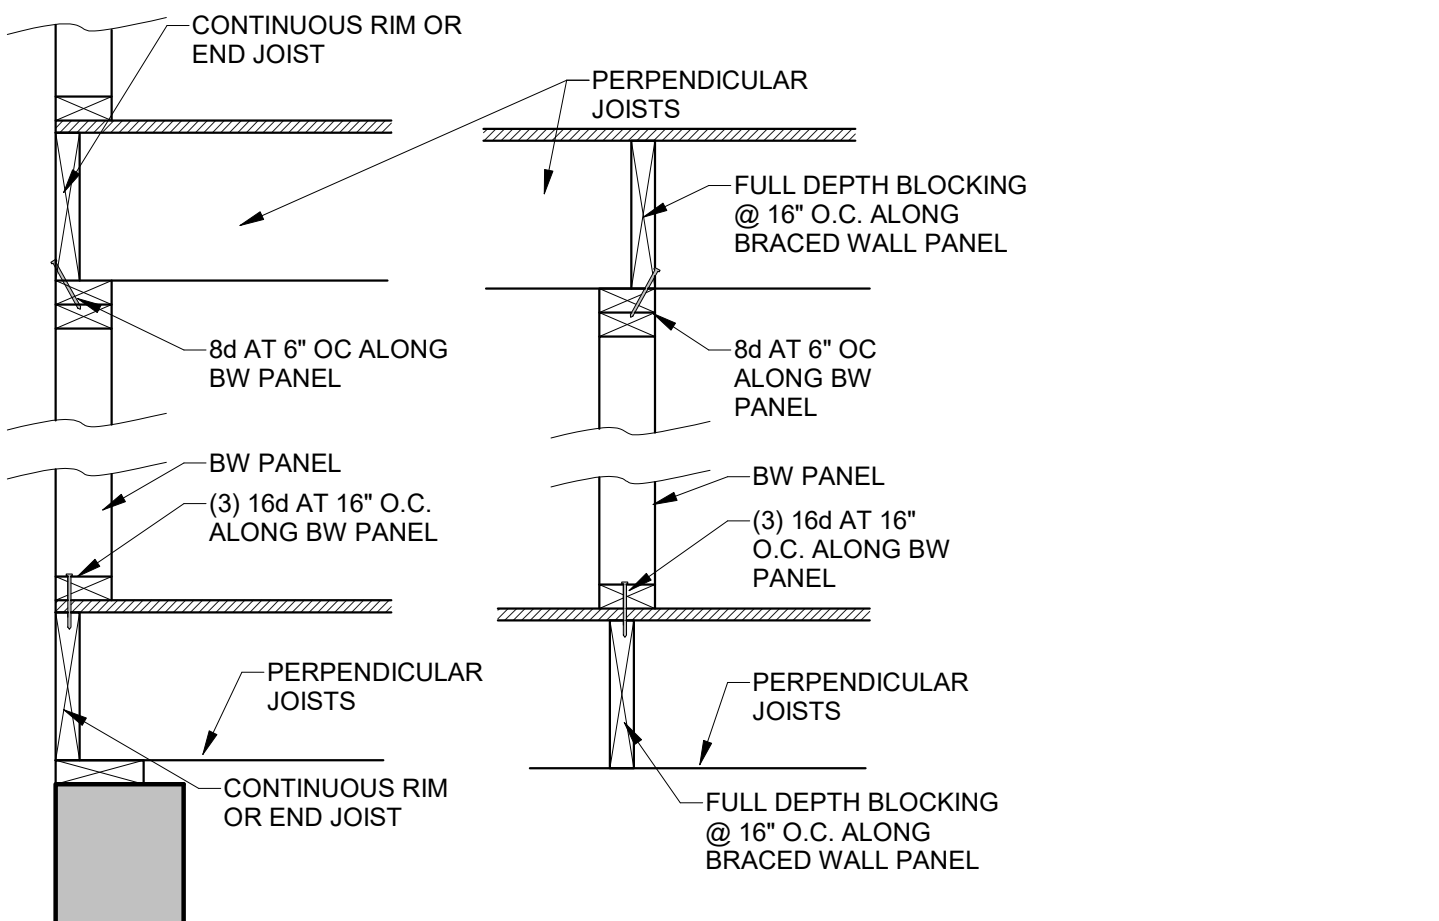 CONTINUOUS RIM OR
END JOIST
PERPENDICULAR
JOISTS
FULL DEPTH BLOCKING
@ 16" O.C. ALONG
BRACED WALL PANEL
8d AT 6" OC ALONG
BW PANEL
8d AT 6" OC
ALONG BW
PANEL
BW PANEL
(3) 16d AT 16" O.C.
ALONG BW PANEL
BW PANEL
(3) 16d AT 16"
O.C. ALONG BW
PANEL
PERPENDICULAR
JOISTS
PERPENDICULAR
JOISTS
CONTINUOUS RIM
OR END JOIST
FULL DEPTH BLOCKING
@ 16" O.C. ALONG
BRACED WALL PANEL